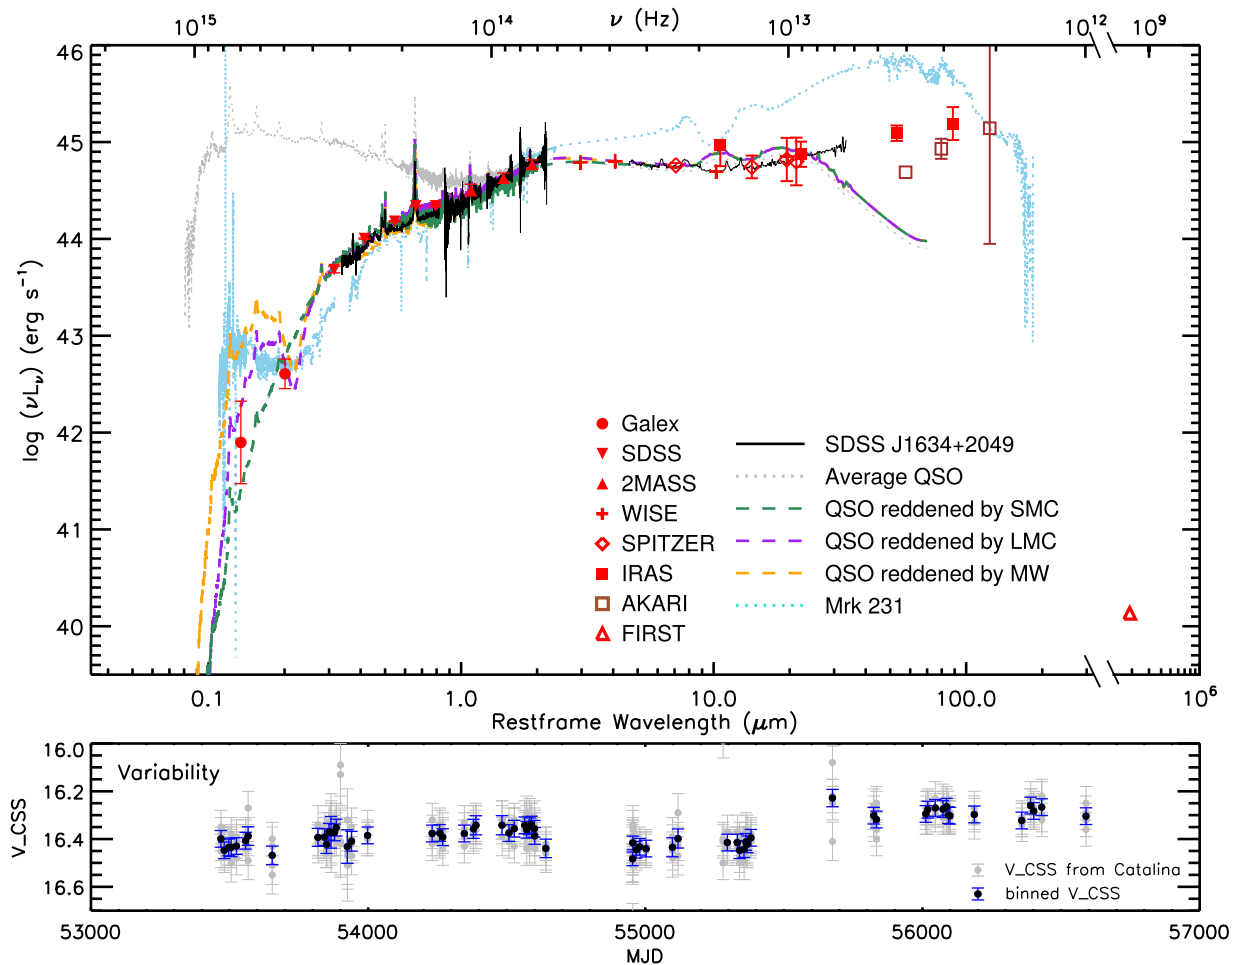 ν (Hz)
10¹⁵ 10¹⁴ 10¹³ 10¹² 10⁹
46
45
44
43
42
41
40
log (νLν) (erg s⁻¹)
Galex
SDSS
2MASS
WISE
SPITZER
IRAS
AKARI
FIRST
SDSS J1634+2049
Average QSO
QSO reddened by SMC
QSO reddened by LMC
QSO reddened by MW
Mrk 231
0.1 1.0 10.0 100.0 10⁶
Restframe Wavelength (μm)
16.0
16.2
16.4
16.6
V_CSS
Variability
V_CSS from Catalina
binned V_CSS
53000 54000 55000 56000 57000
MJD